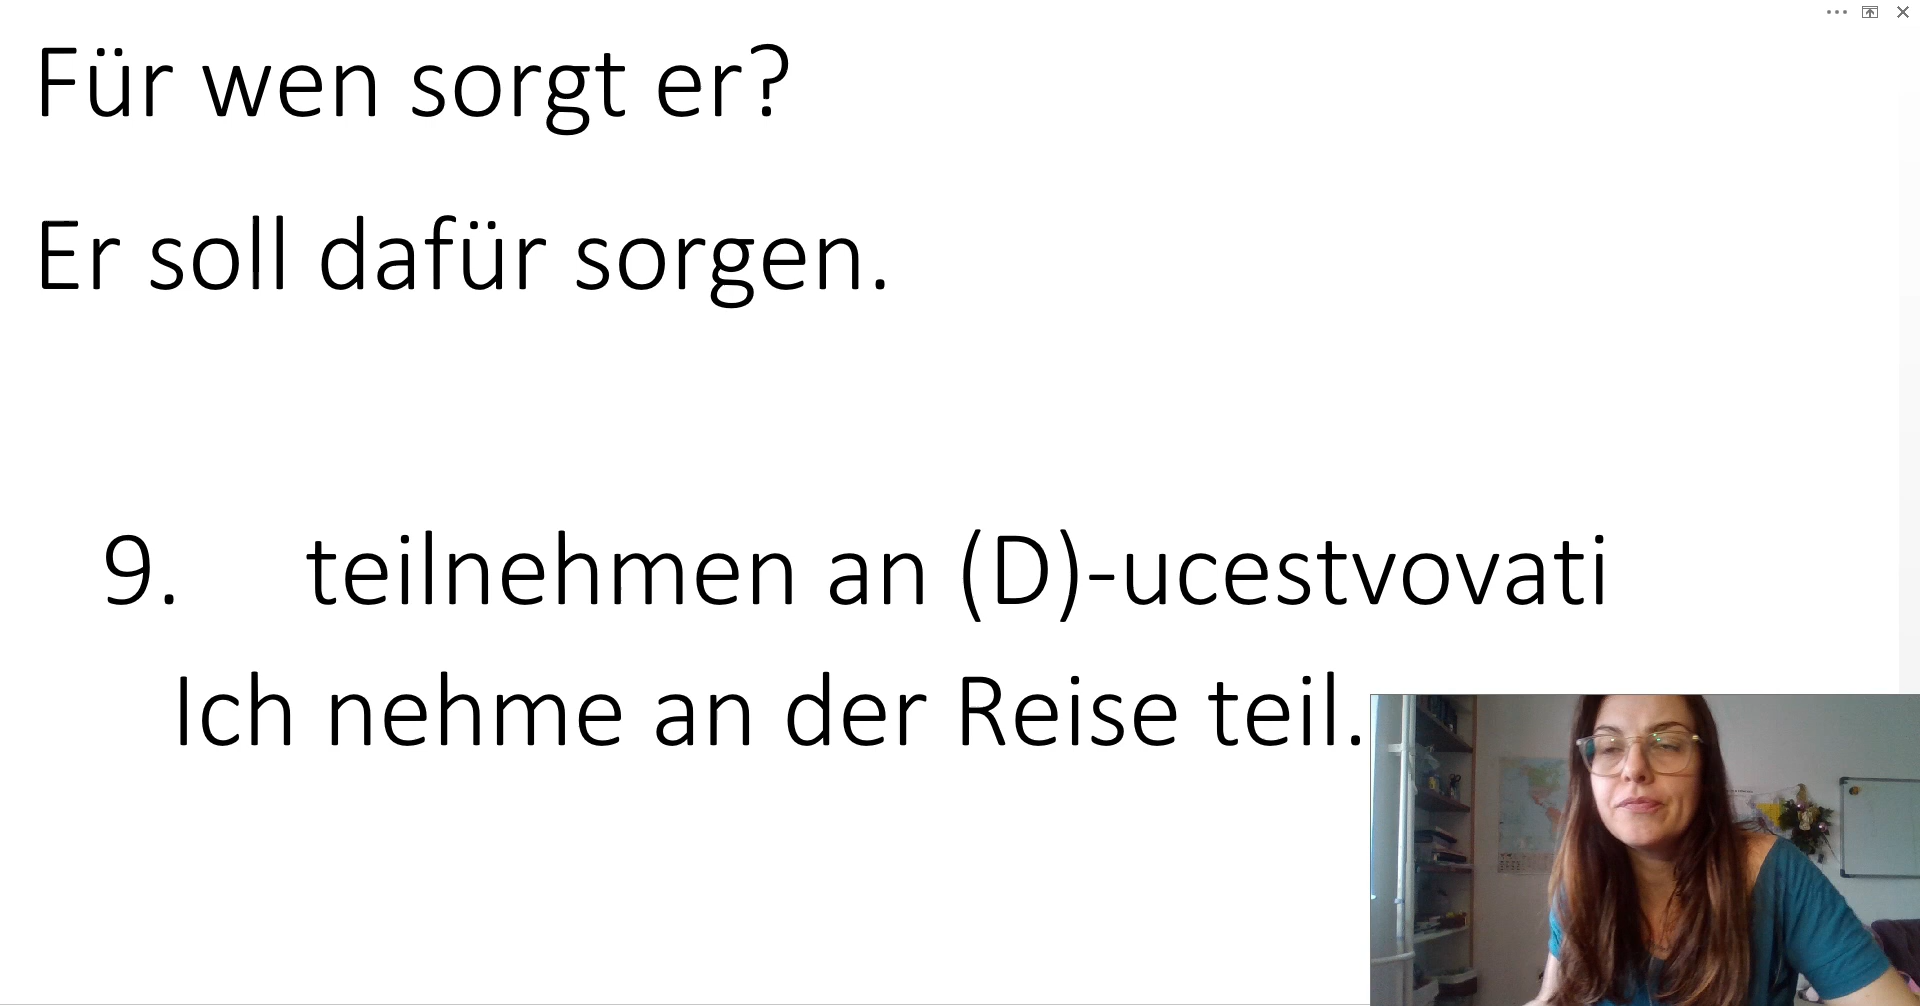 Für wen sorgt er?
Er soll dafür sorgen.
9. teilnehmen an (D)-ucestvovati
Ich nehme an der Reise teil.